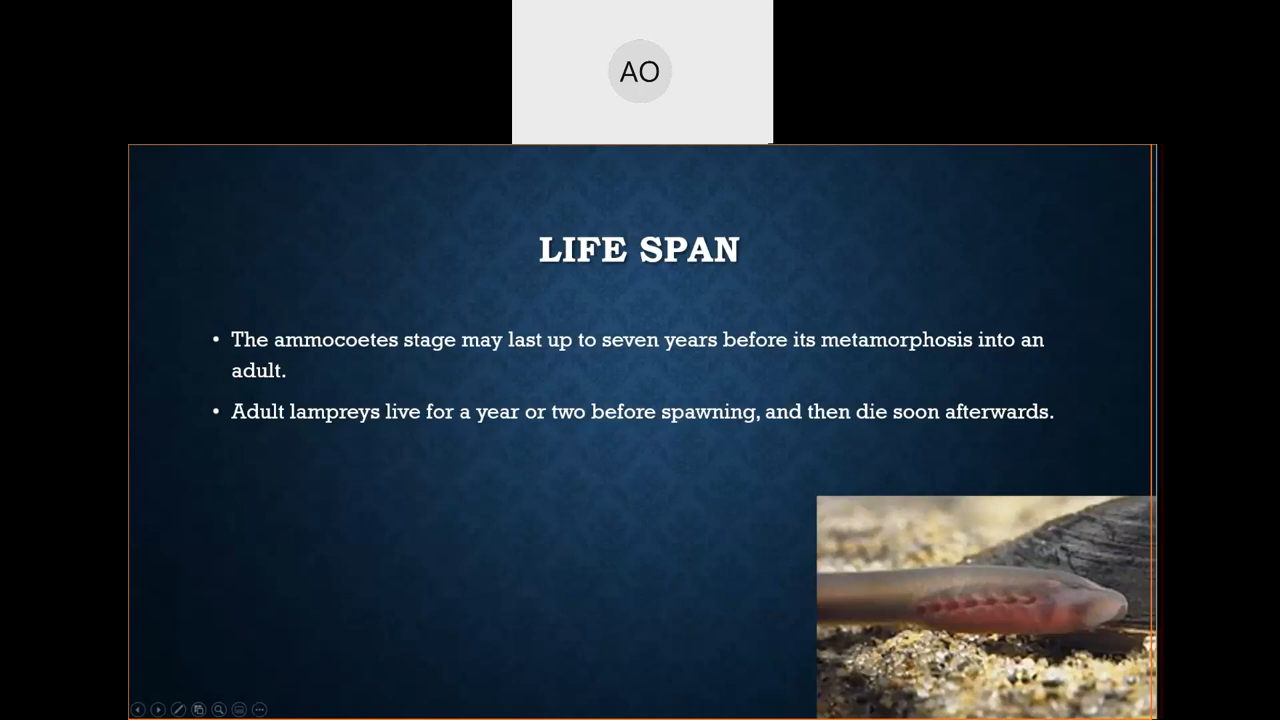 AO
LIFE SPAN
• The ammocoetes stage may last up to seven years before its metamorphosis into an
adult.
• Adult lampreys live for a year or two before spawning, and then die soon afterwards.